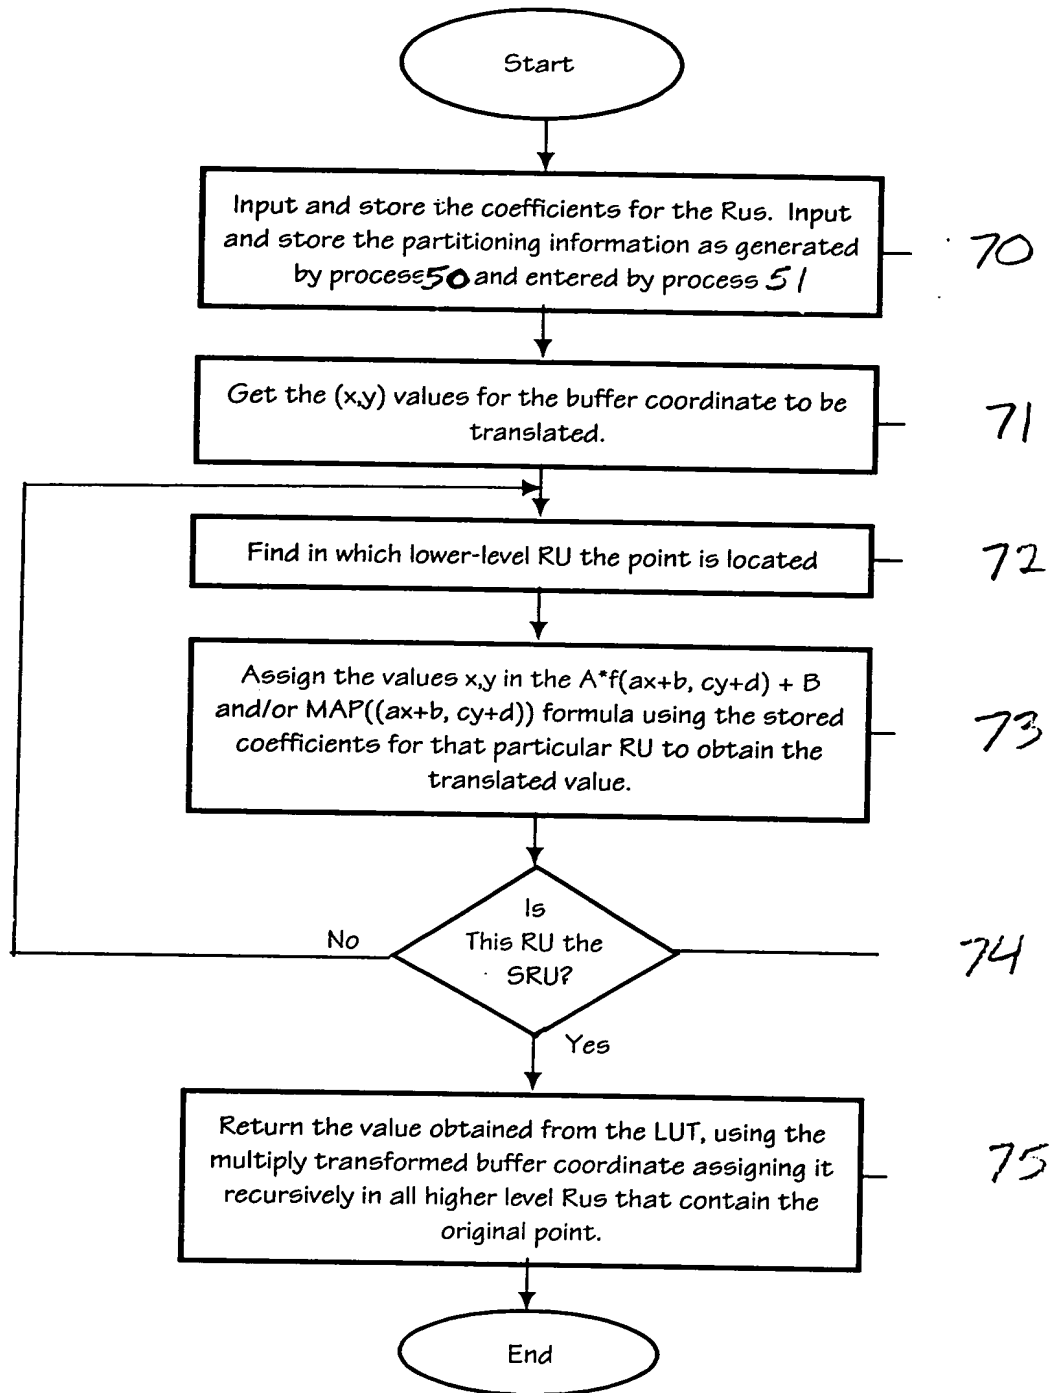 Start
Input and store the coefficients for the Rus. Input
and store the partitioning information as generated
by process 50 and entered by process 51
70
Get the (x,y) values for the buffer coordinate to be
translated.
71
Find in which lower-level RU the point is located
72
Assign the values x,y in the A*f(ax+b, cy+d) + B
and/or MAP((ax+b, cy+d)) formula using the stored
coefficients for that particular RU to obtain the
translated value.
73
Is
This RU the
SRU?
No
74
Yes
Return the value obtained from the LUT, using the
multiply transformed buffer coordinate assigning it
recursively in all higher level Rus that contain the
original point.
75
End